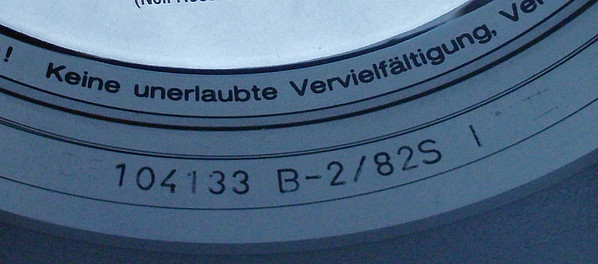 ! Keine unerlaubte Vervielfältigung,
104133 B-2/82S I